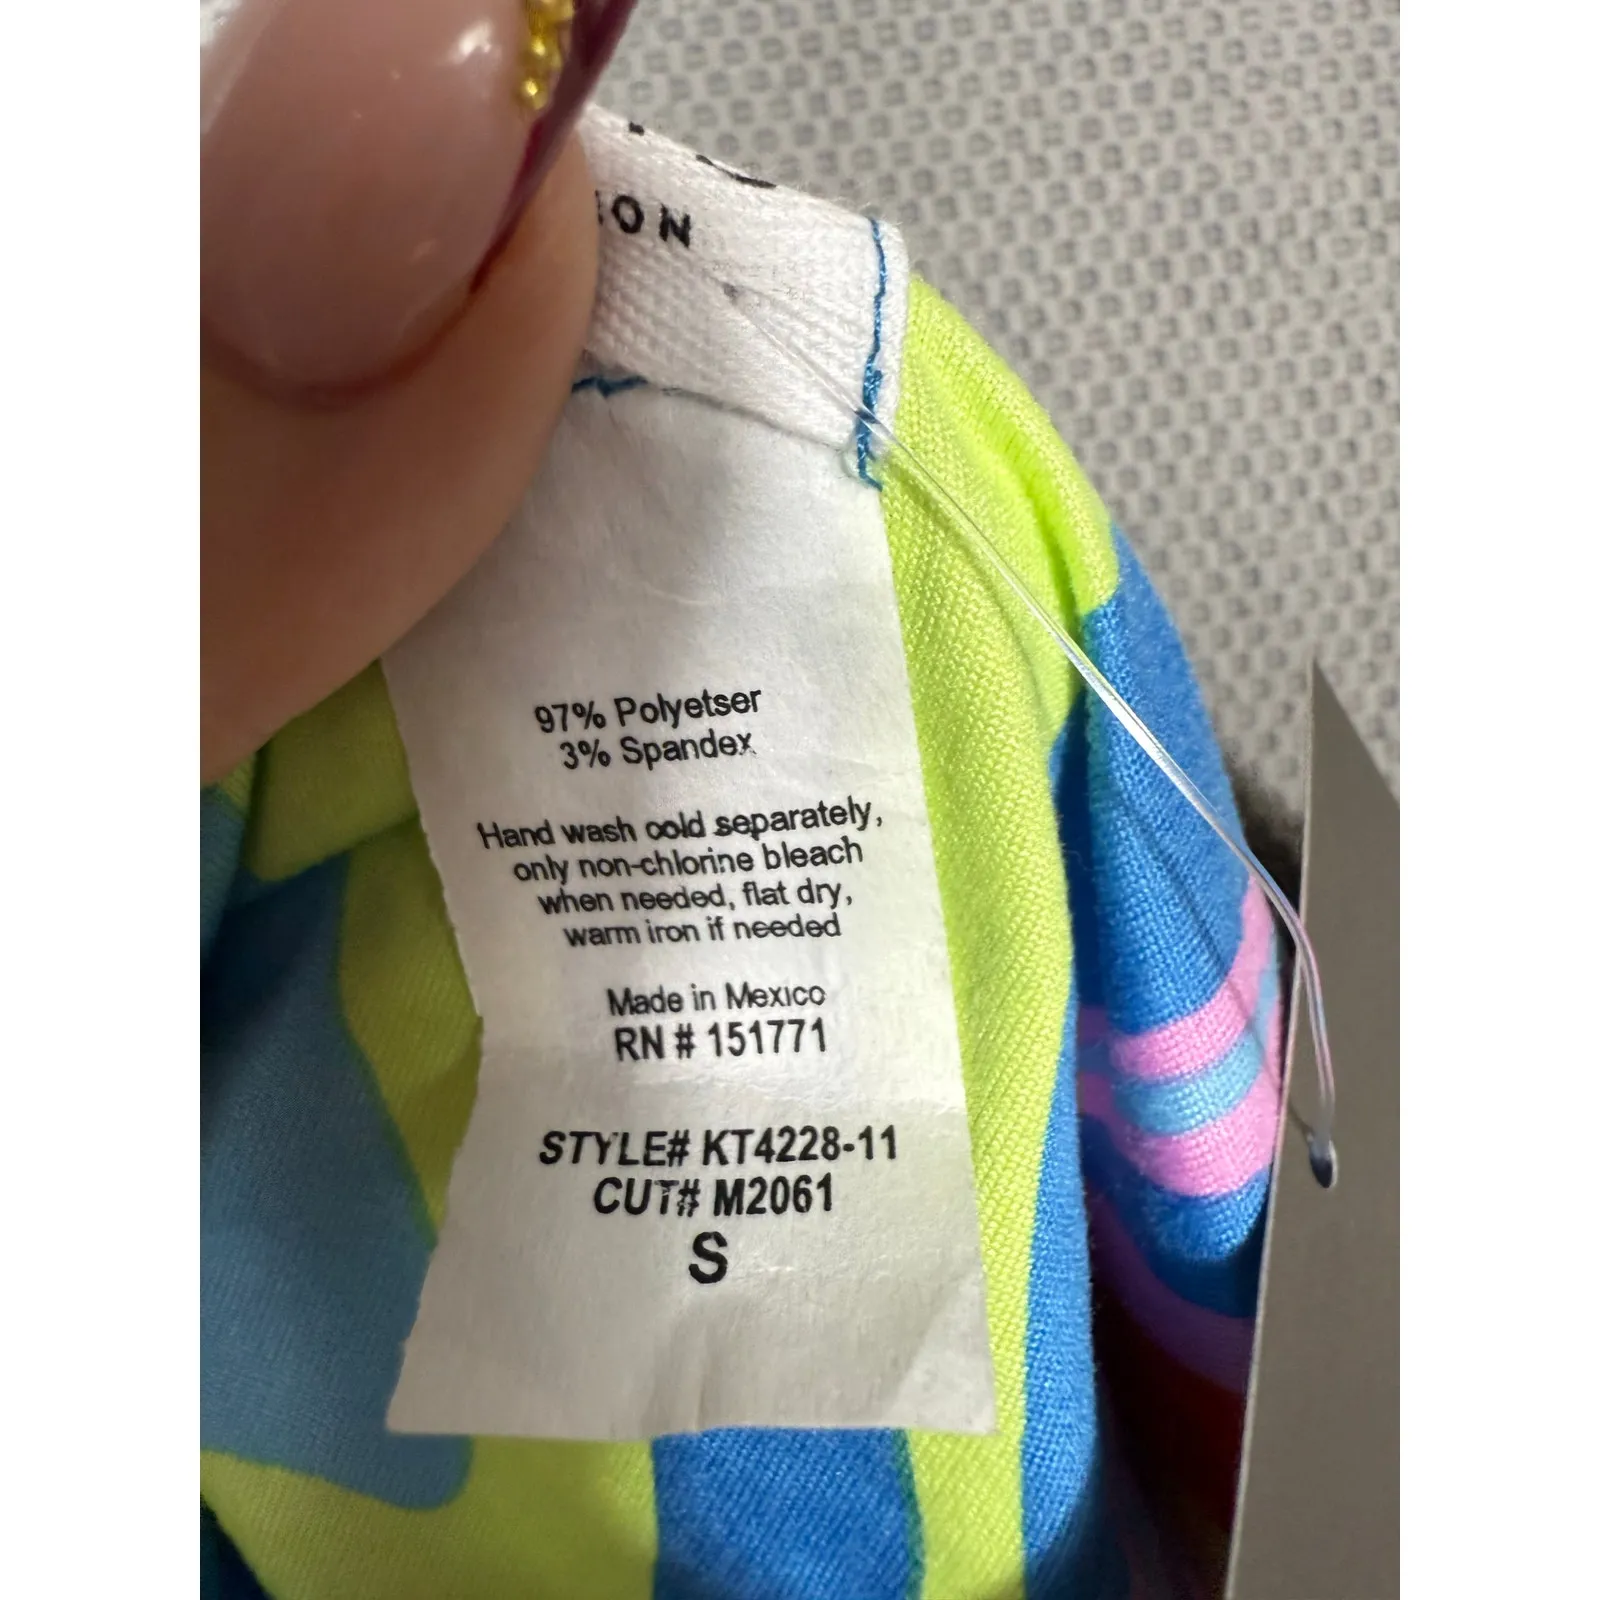 97% Polyetser
3% Spandex
Hand wash cold separately,
only non-chlorine bleach
when needed, flat dry,
warm iron if needed
Made in Mexico
RN # 151771
STYLE# KT4228-11
CUT# M2061
S